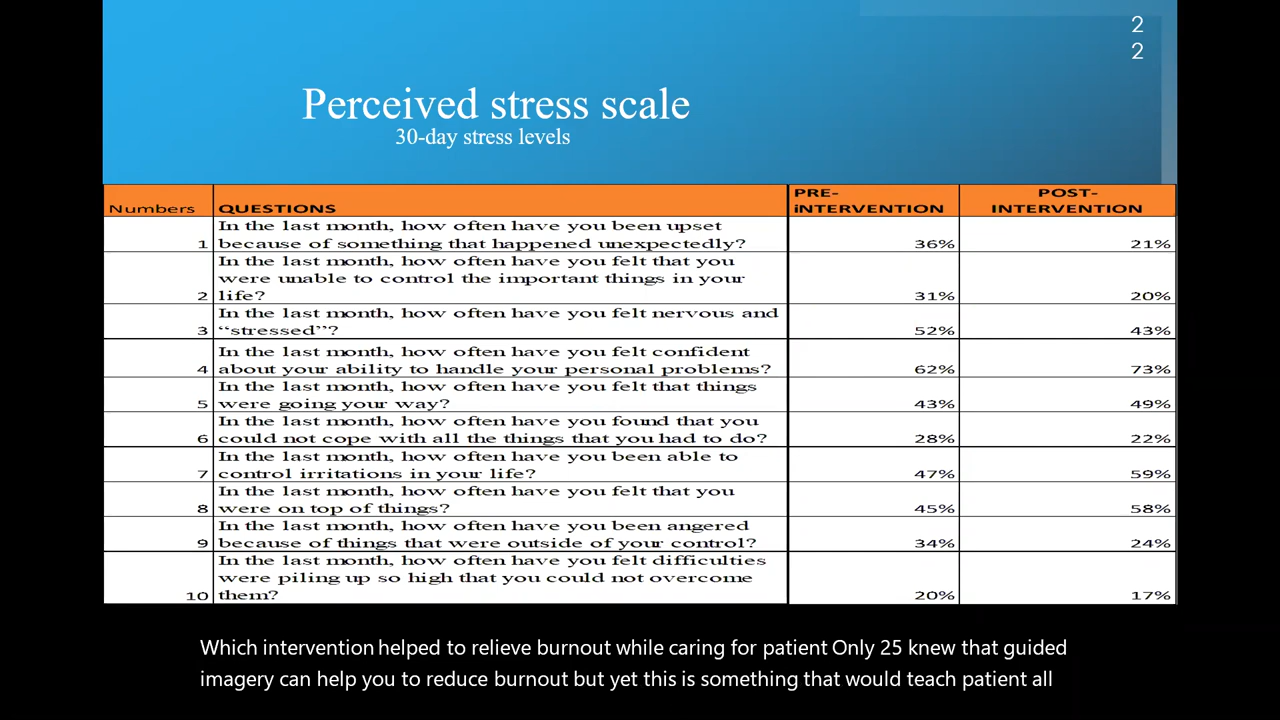 2
2
Perceived stress scale
30-day stress levels
Numbers QUESTIONS PRE-
iNTERVENTION POST-
INTERVENTION
1 In the last month, how often have you been upset
because of something that happened unexpectedly? 36% 21%
2 In the last month, how often have you felt that you
were unable to control the important things in your
life? 31% 20%
3 In the last month, how often have you felt nervous and
“stressed”? 52% 43%
4 In the last month, how often have you felt confident
about your ability to handle your personal problems? 62% 73%
5 In the last month, how often have you felt that things
were going your way? 43% 49%
6 In the last month, how often have you found that you
could not cope with all the things that you had to do? 28% 22%
7 In the last month, how often have you been able to
control irritations in your life? 47% 59%
8 In the last month, how often have you felt that you
were on top of things? 45% 58%
9 In the last month, how often have you been angered
because of things that were outside of your control? 34% 24%
10 In the last month, how often have you felt difficulties
were piling up so high that you could not overcome
them? 20% 17%
Which intervention helped to relieve burnout while caring for patient Only 25 knew that guided
imagery can help you to reduce burnout but yet this is something that would teach patient all